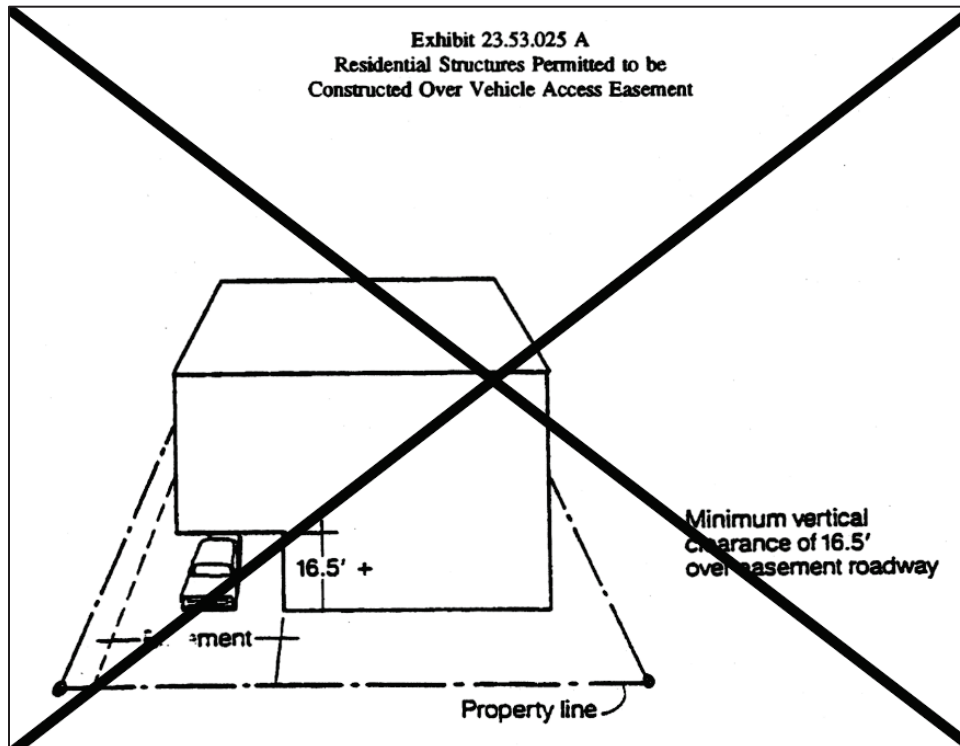 Exhibit 23.53.025 A
Residential Structures Permitted to be
Constructed Over Vehicle Access Easement
Minimum vertical
clearance of 16.5'
over easement roadway
16.5' +
Property line